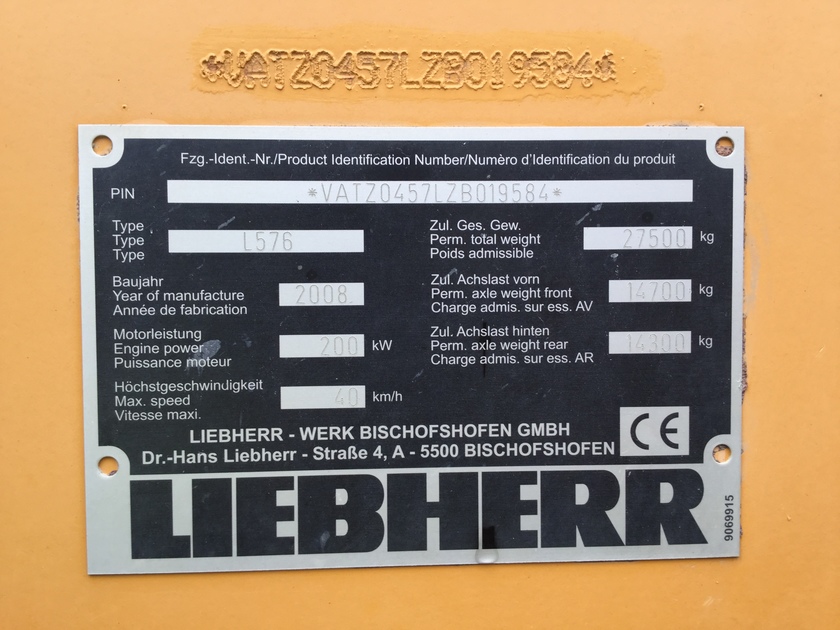 *VATZ0457LZB019584*
Fzg.-Ident.-Nr./Product Identification Number/Numèro d'Identification du produit
PIN *VATZ0457LZB019584*
Type
Type L576
Type
Zul. Ges. Gew.
Perm. total weight 27500 kg
Poids admissible
Baujahr
Year of manufacture 2008
Année de fabrication
Zul. Achslast vorn
Perm. axle weight front 14700 kg
Charge admis. sur ess. AV
Motorleistung
Engine power 200 kW
Puissance moteur
Zul. Achslast hinten
Perm. axle weight rear 14300 kg
Charge admis. sur ess. AR
Höchstgeschwindigkeit
Max. speed 40 km/h
Vitesse maxi.
LIEBHERR - WERK BISCHOFSHOFEN GMBH
Dr.-Hans Liebherr - Straße 4, A - 5500 BISCHOFSHOFEN
CE
LIEBHERR
9069915